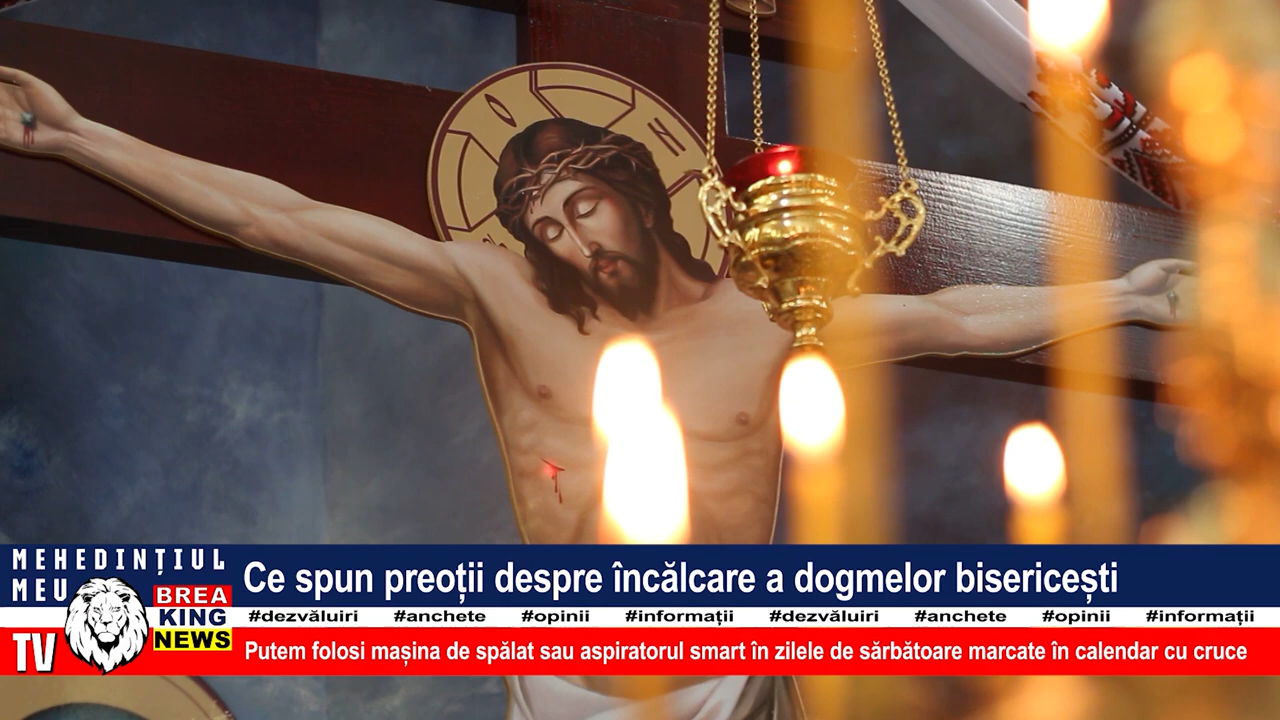 MEHEDINȚIUL
MEU
BREA
KING
NEWS
TV
Ce spun preoții despre încălcare a dogmelor bisericești
#dezvăluiri #anchete #opinii #informații #dezvăluiri #anchete #opinii #informații
Putem folosi mașina de spălat sau aspiratorul smart în zilele de sărbătoare marcate în calendar cu cruce